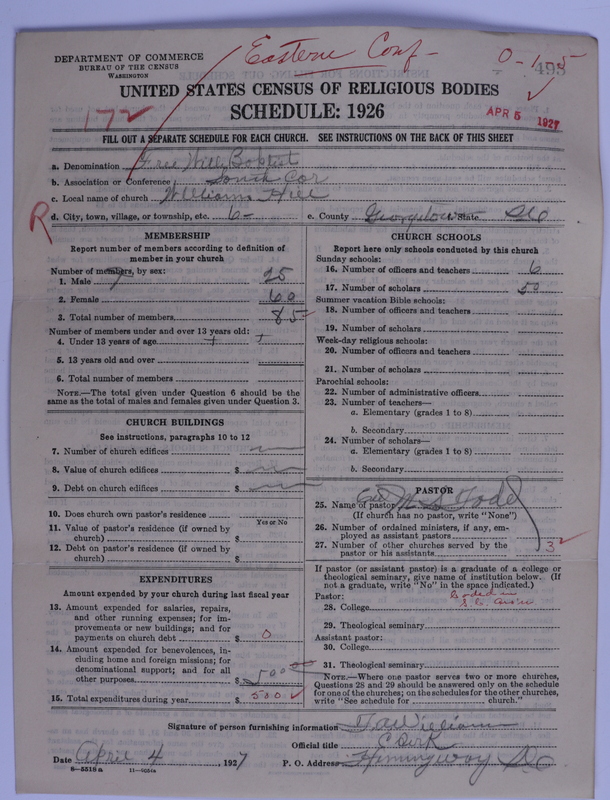 Eastern Conf-
0-1-5
493
DEPARTMENT OF COMMERCE
BUREAU OF THE CENSUS
WASHINGTON
UNITED STATES CENSUS OF RELIGIOUS BODIES
172
SCHEDULE: 1926
APR 5 1927
FILL OUT A SEPARATE SCHEDULE FOR EACH CHURCH. SEE INSTRUCTIONS ON THE BACK OF THIS SHEET
a. Denomination Free Will Baptist
b. Association or Conference South Car
c. Local name of church William Hill
R
d. City, town, village, or township, etc. 6- e. County Georgetown State So
MEMBERSHIP
Report number of members according to definition of
member in your church
Number of members, by sex:
1. Male 25
2. Female 60
3. Total number of members 85
Number of members under and over 13 years old:
4. Under 13 years of age
5. 13 years old and over
6. Total number of members
NOTE.—The total given under Question 6 should be
same as the total of males and females given under Question 3.
CHURCH BUILDINGS
See instructions, paragraphs 10 to 12
7. Number of church edifices
8. Value of church edifices $
9. Debt on church edifices $
10. Does church own pastor's residence
Yes or No
11. Value of pastor's residence (if owned by
church) $
12. Debt on pastor's residence (if owned by
church) $
EXPENDITURES
Amount expended by your church during last fiscal year
13. Amount expended for salaries, repairs,
and other running expenses; for im-
provements or new buildings; and for
payments on church debt $ 0
14. Amount expended for benevolences, in-
cluding home and foreign missions; for
denominational support; and for all
other purposes $ 500
15. Total expenditures during year $ 500
CHURCH SCHOOLS
Report here only schools conducted by this church
Sunday schools:
16. Number of officers and teachers 6
17. Number of scholars 50
Summer vacation Bible schools:
18. Number of officers and teachers
19. Number of scholars
Week-day religious schools:
20. Number of officers and teachers
21. Number of scholars
Parochial schools:
22. Number of administrative officers
23. Number of teachers—
a. Elementary (grades 1 to 8)
b. Secondary
24. Number of scholars—
a. Elementary (grades 1 to 8)
b. Secondary
PASTOR
25. Name of pastor M S Todd
(If church has no pastor, write "None")
26. Number of ordained ministers, if any, em-
ployed as assistant pastors
27. Number of other churches served by the
pastor or his assistants 3
If pastor (or assistant pastor) is a graduate of a college or
theological seminary, give name of institution below. (If
not a graduate, write "No" in the space indicated.)
Pastor:
28. College
29. Theological seminary
Assistant pastor:
30. College
31. Theological seminary
NOTE.—Where one pastor serves two or more churches,
Questions 28 and 29 should be answered only on the schedule
for one of the churches; on the schedules for the other churches,
write "See schedule for church."
Signature of person furnishing information William
Official title Clerk
Date April 4, 1927 P. O. Address Hemingway So
8—5518a 11—5051a